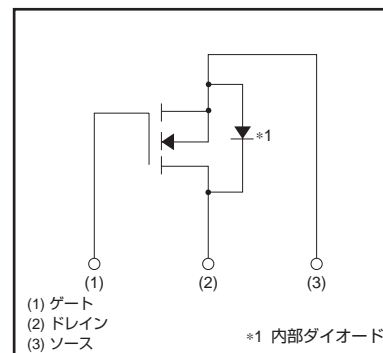 *1
(1) (2) (3)
(1) ゲート
(2) ドレイン
(3) ソース
*1 内部ダイオード